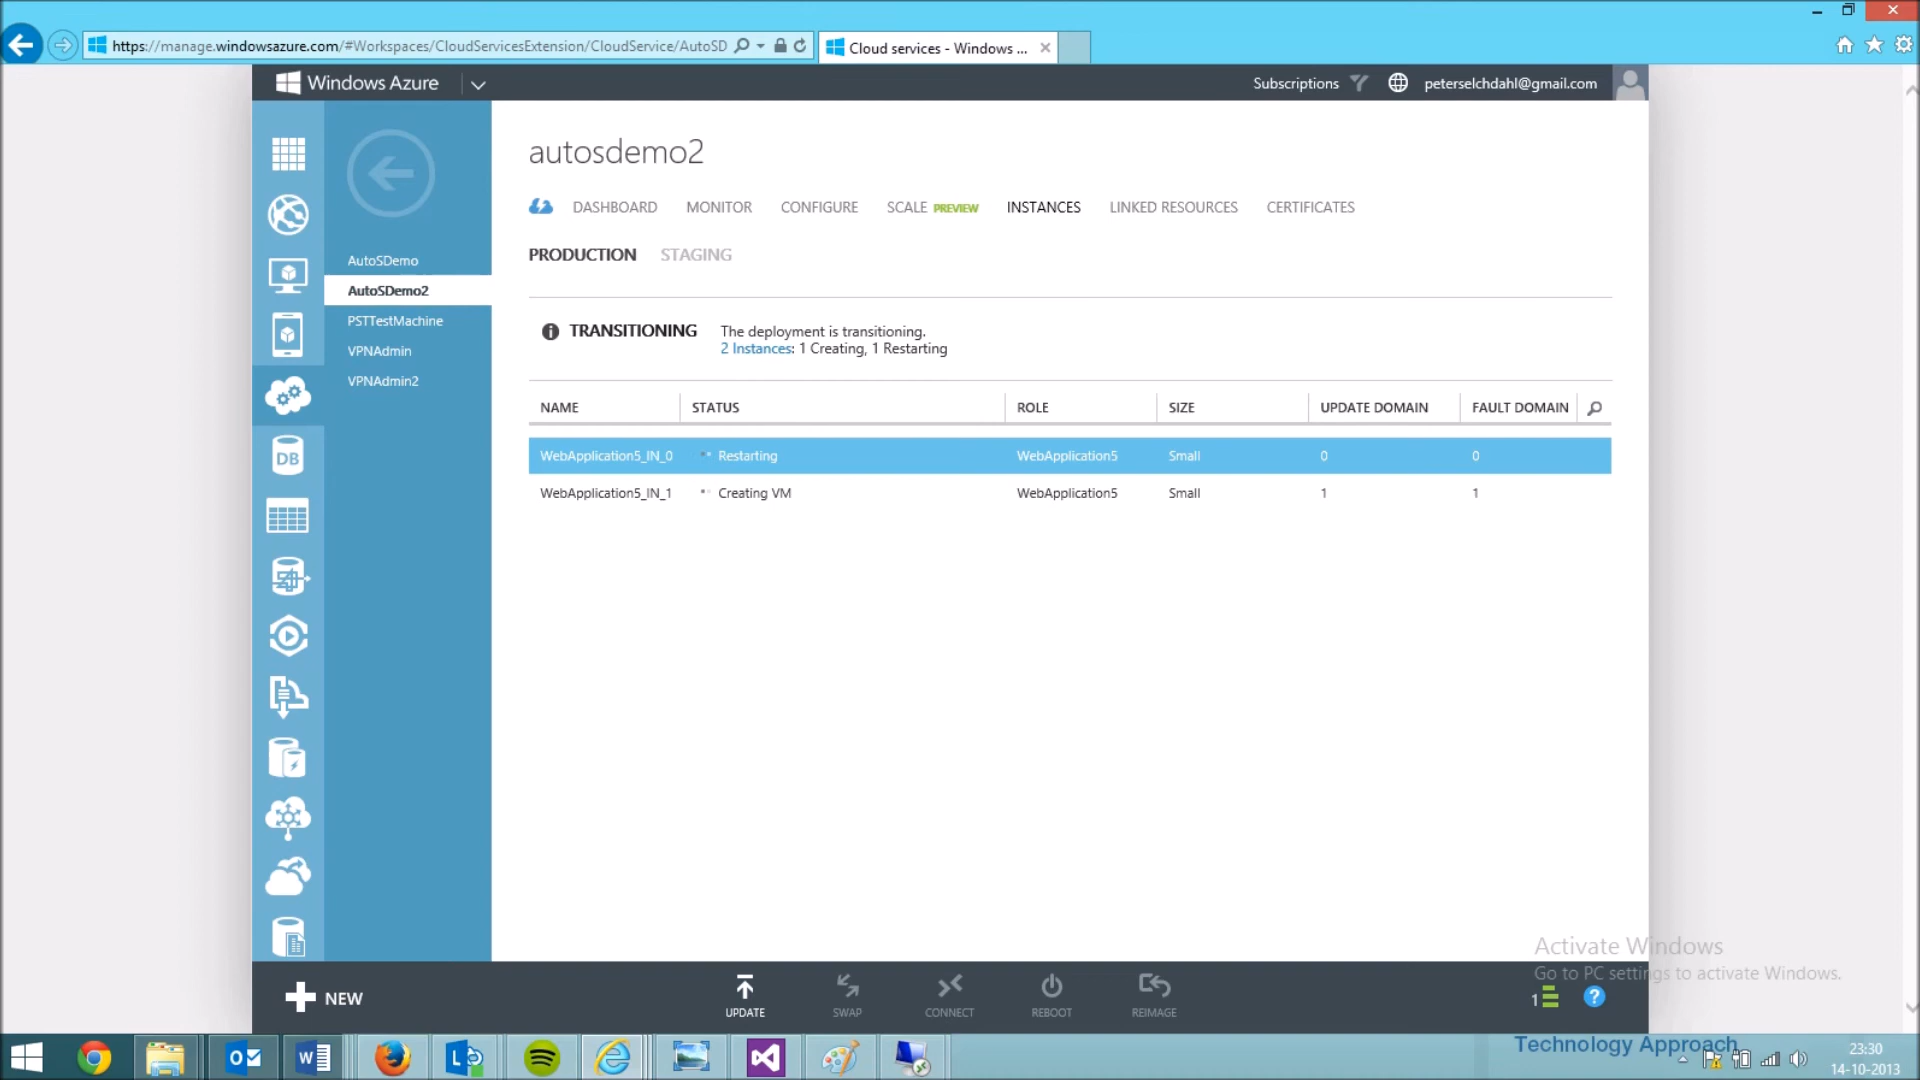 https://manage.windowsazure.com/#Workspaces/CloudServicesExtension/CloudService/AutoSD
Cloud services - Windows ...
Windows Azure
Subscriptions
peterselchdahl@gmail.com
autosdemo2
DASHBOARD MONITOR CONFIGURE SCALE PREVIEW INSTANCES LINKED RESOURCES CERTIFICATES
PRODUCTION STAGING
AutoSDemo
AutoSDemo2
PSTTestMachine
VPNAdmin
VPNAdmin2
DB
TRANSITIONING The deployment is transitioning.
2 Instances: 1 Creating, 1 Restarting
NAME STATUS ROLE SIZE UPDATE DOMAIN FAULT DOMAIN
WebApplication5_IN_0 Restarting WebApplication5 Small 0 0
WebApplication5_IN_1 Creating VM WebApplication5 Small 1 1
Activate Windows
Go to PC settings to activate Windows.
NEW
UPDATE SWAP CONNECT REBOOT REIMAGE
1 ?
Technology Approach
23:30
14-10-2013